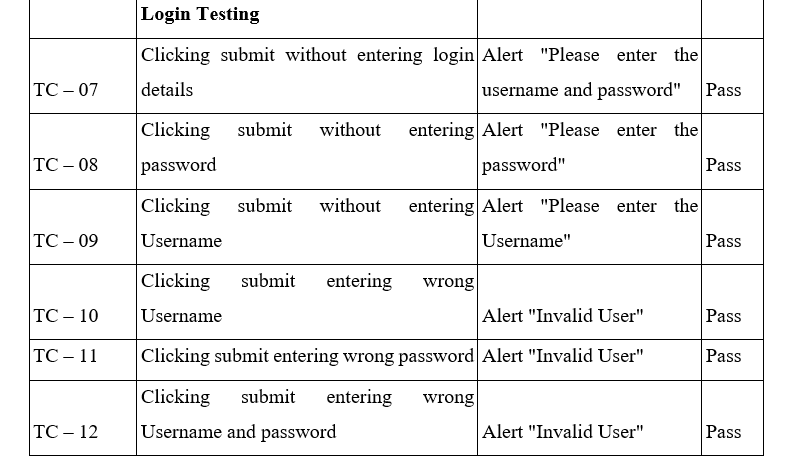 Login Testing
Clicking submit without entering login Alert "Please enter the
TC – 07 details username and password" Pass
Clicking submit without entering Alert "Please enter the
TC – 08 password password" Pass
Clicking submit without entering Alert "Please enter the
TC – 09 Username Username" Pass
Clicking submit entering wrong
TC – 10 Username Alert "Invalid User" Pass
TC – 11 Clicking submit entering wrong password Alert "Invalid User" Pass
Clicking submit entering wrong
TC – 12 Username and password Alert "Invalid User" Pass